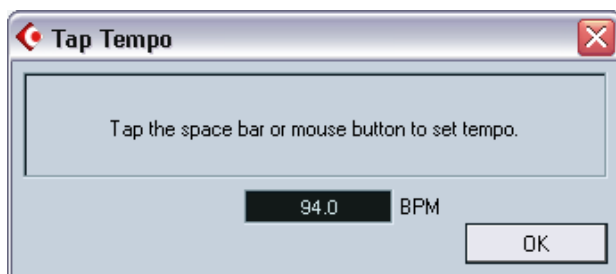 Tap Tempo
Tap the space bar or mouse button to set tempo.
94.0 BPM
OK